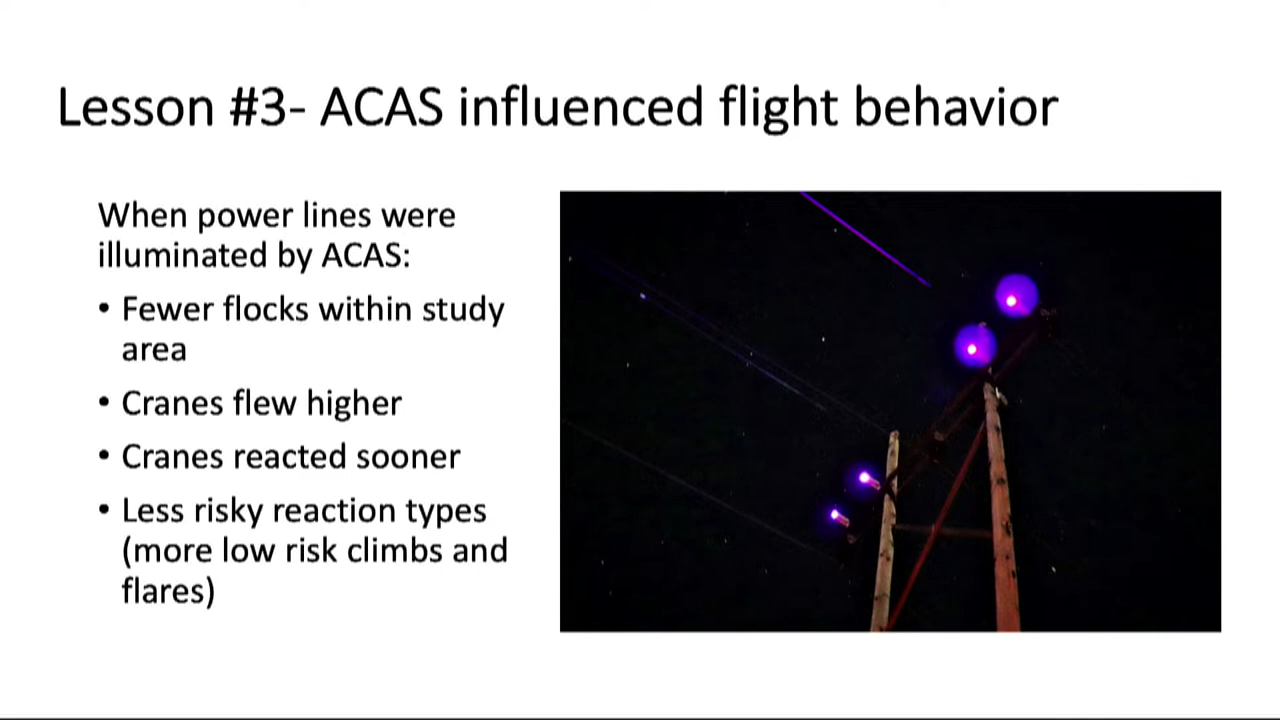 Lesson #3- ACAS influenced flight behavior
When power lines were
illuminated by ACAS:
• Fewer flocks within study
area
• Cranes flew higher
• Cranes reacted sooner
• Less risky reaction types
(more low risk climbs and
flares)